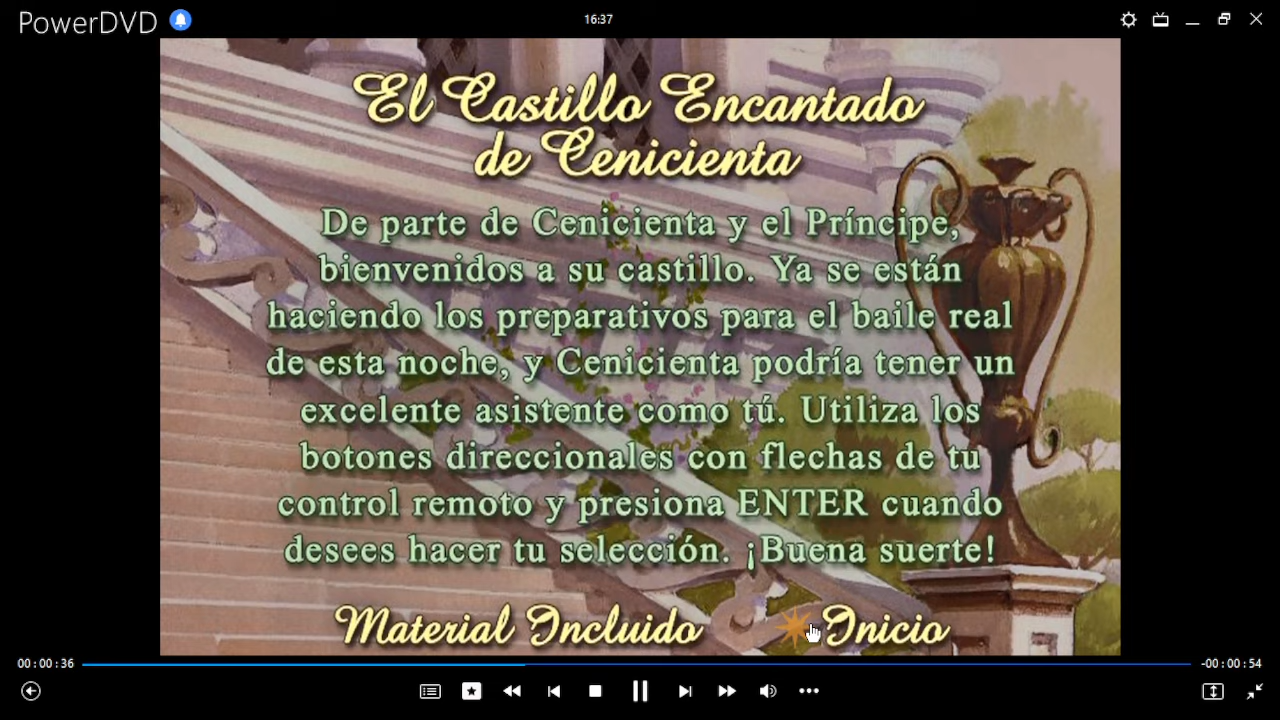 PowerDVD
16:37
El Castillo Encantado
de Cenicienta
De parte de Cenicienta y el Príncipe,
bienvenidos a su castillo. Ya se están
haciendo los preparativos para el baile real
de esta noche, y Cenicienta podría tener un
excelente asistente como tú. Utiliza los
botones direccionales con flechas de tu
control remoto y presiona ENTER cuando
desees hacer tu selección. ¡Buena suerte!
Material Incluido Inicio
00:00:36 -00:00:54